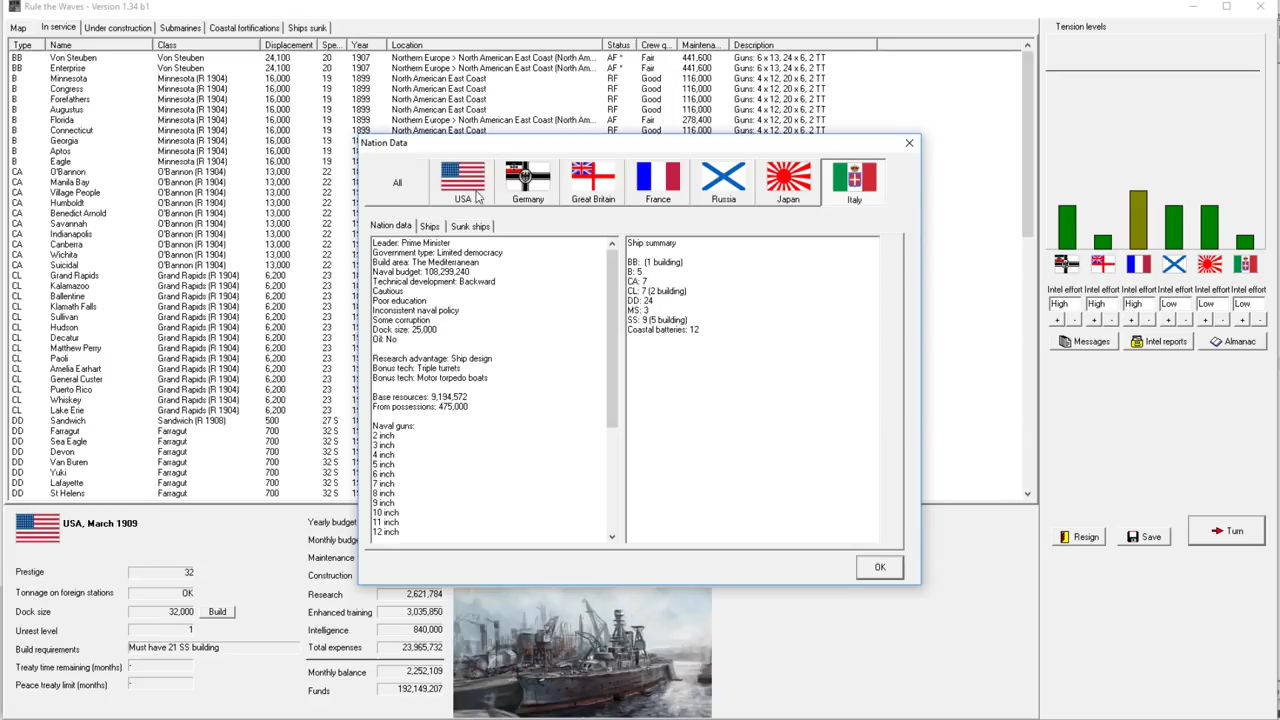 Rule the Waves - Version 1.34 b1
Map In service Under construction Submarines Coastal fortifications Ships sunk
Type Name Class Displacement Spe... Year Location Status Crew q... Maintena... Description
BB Von Steuben Von Steuben 24,100 20 1907 Northern Europe > North American East Coast (North Am... AF * Fair 441,600 Guns: 6 x 13, 24 x 6, 2 TT
BB Enterprise Von Steuben 24,100 20 1907 Northern Europe > North American East Coast (North Am... AF * Fair 441,600 Guns: 6 x 13, 24 x 6, 2 TT
B Minnesota Minnesota (R 1904) 16,000 19 1899 North American East Coast RF Good 116,000 Guns: 4 x 12, 20 x 6, 2 TT
B Congress Minnesota (R 1904) 16,000 19 1899 North American East Coast RF Good 116,000 Guns: 4 x 12, 20 x 6, 2 TT
B Forefathers Minnesota (R 1904) 16,000 19 1899 North American East Coast RF Good 116,000 Guns: 4 x 12, 20 x 6, 2 TT
B Augustus Minnesota (R 1904) 16,000 19 1899 North American East Coast RF Good 116,000 Guns: 4 x 12, 20 x 6, 2 TT
B Florida Minnesota (R 1904) 16,000 19 1899 Northern Europe > North American East Coast (North Am... AF Fair 278,400 Guns: 4 x 12, 20 x 6, 2 TT
B Connecticut Minnesota (R 1904) 16,000 19 1899 North American East Coast RF Good 116,000 Guns: 4 x 12, 20 x 6, 2 TT
B Georgia Minnesota (R 1904) 16,000 19
B Aptos Minnesota (R 1904) 16,000 19
B Eagle Minnesota (R 1904) 16,000 19
CA O'Bannon O'Bannon (R 1904) 13,000 22
CA Manila Bay O'Bannon (R 1904) 13,000 22
CA Village People O'Bannon (R 1904) 13,000 22
CA Humboldt O'Bannon (R 1904) 13,000 22
CA Benedict Arnold O'Bannon (R 1904) 13,000 22
CA Savannah O'Bannon (R 1904) 13,000 22
CA Indianapolis O'Bannon (R 1904) 13,000 22
CA Canberra O'Bannon (R 1904) 13,000 22
CA Wichita O'Bannon (R 1904) 13,000 22
CA Suicidal O'Bannon (R 1904) 13,000 22
CL Grand Rapids Grand Rapids (R 1904) 6,200 23
CL Kalamazoo Grand Rapids (R 1904) 6,200 23
CL Ballentine Grand Rapids (R 1904) 6,200 23
CL Klamath Falls Grand Rapids (R 1904) 6,200 23
CL Sullivan Grand Rapids (R 1904) 6,200 23
CL Hudson Grand Rapids (R 1904) 6,200 23
CL Decatur Grand Rapids (R 1904) 6,200 23
CL Matthew Perry Grand Rapids (R 1904) 6,200 23
CL Paoli Grand Rapids (R 1904) 6,200 23
CL Amelia Earhart Grand Rapids (R 1904) 6,200 23
CL General Custer Grand Rapids (R 1904) 6,200 23
CL Puerto Rico Grand Rapids (R 1904) 6,200 23
CL Whiskey Grand Rapids (R 1904) 6,200 23
CL Lake Erie Grand Rapids (R 1904) 6,200 23
DD Sandwich Sandwich (R 1908) 500 27 S
DD Farragut Farragut 700 32 S
DD Sea Eagle Farragut 700 32 S
DD Devon Farragut 700 32 S
DD Van Buren Farragut 700 32 S
DD Yuki Farragut 700 32 S
DD Lafayette Farragut 700 32 S
DD St Helens Farragut 700 32 S
Nation Data
All USA Germany Great Britain France Russia Japan Italy
Nation data Ships Sunk ships
Leader: Prime Minister
Government type: Limited democracy
Build area: The Mediterranean
Naval budget: 108,299,240
Technical development: Backward
Cautious
Poor education
Inconsistent naval policy
Some corruption
Dock size: 25,000
Oil: No
Research advantage: Ship design
Bonus tech: Triple turrets
Bonus tech: Motor torpedo boats
Base resources: 9,194,572
From possessions: 475,000
Naval guns:
2 inch
3 inch
4 inch
5 inch
6 inch
7 inch
8 inch
9 inch
10 inch
11 inch
12 inch
Ship summary
BB: (1 building)
B: 5
CA: 7
CL: 7 (2 building)
DD: 24
MS: 3
SS: 9 (5 building)
Coastal batteries: 12
OK
Tension levels
Intel effort Intel effort Intel effort Intel effort Intel effort Intel effort
High High High Low Low Low
+ - + - + - + - + - + -
Messages Intel reports Almanac
Resign Save Turn
USA, March 1909
Prestige 32
Tonnage on foreign stations OK
Dock size 32,000 Build
Unrest level 1
Build requirements Must have 21 SS building
Treaty time remaining (months) -
Peace treaty limit (months) -
Yearly budget
Monthly budg
Maintenance
Construction
Research 2,621,784
Enhanced training 3,035,850
Intelligence 840,000
Total expenses 23,965,732
Monthly balance 2,252,109
Funds 192,149,207